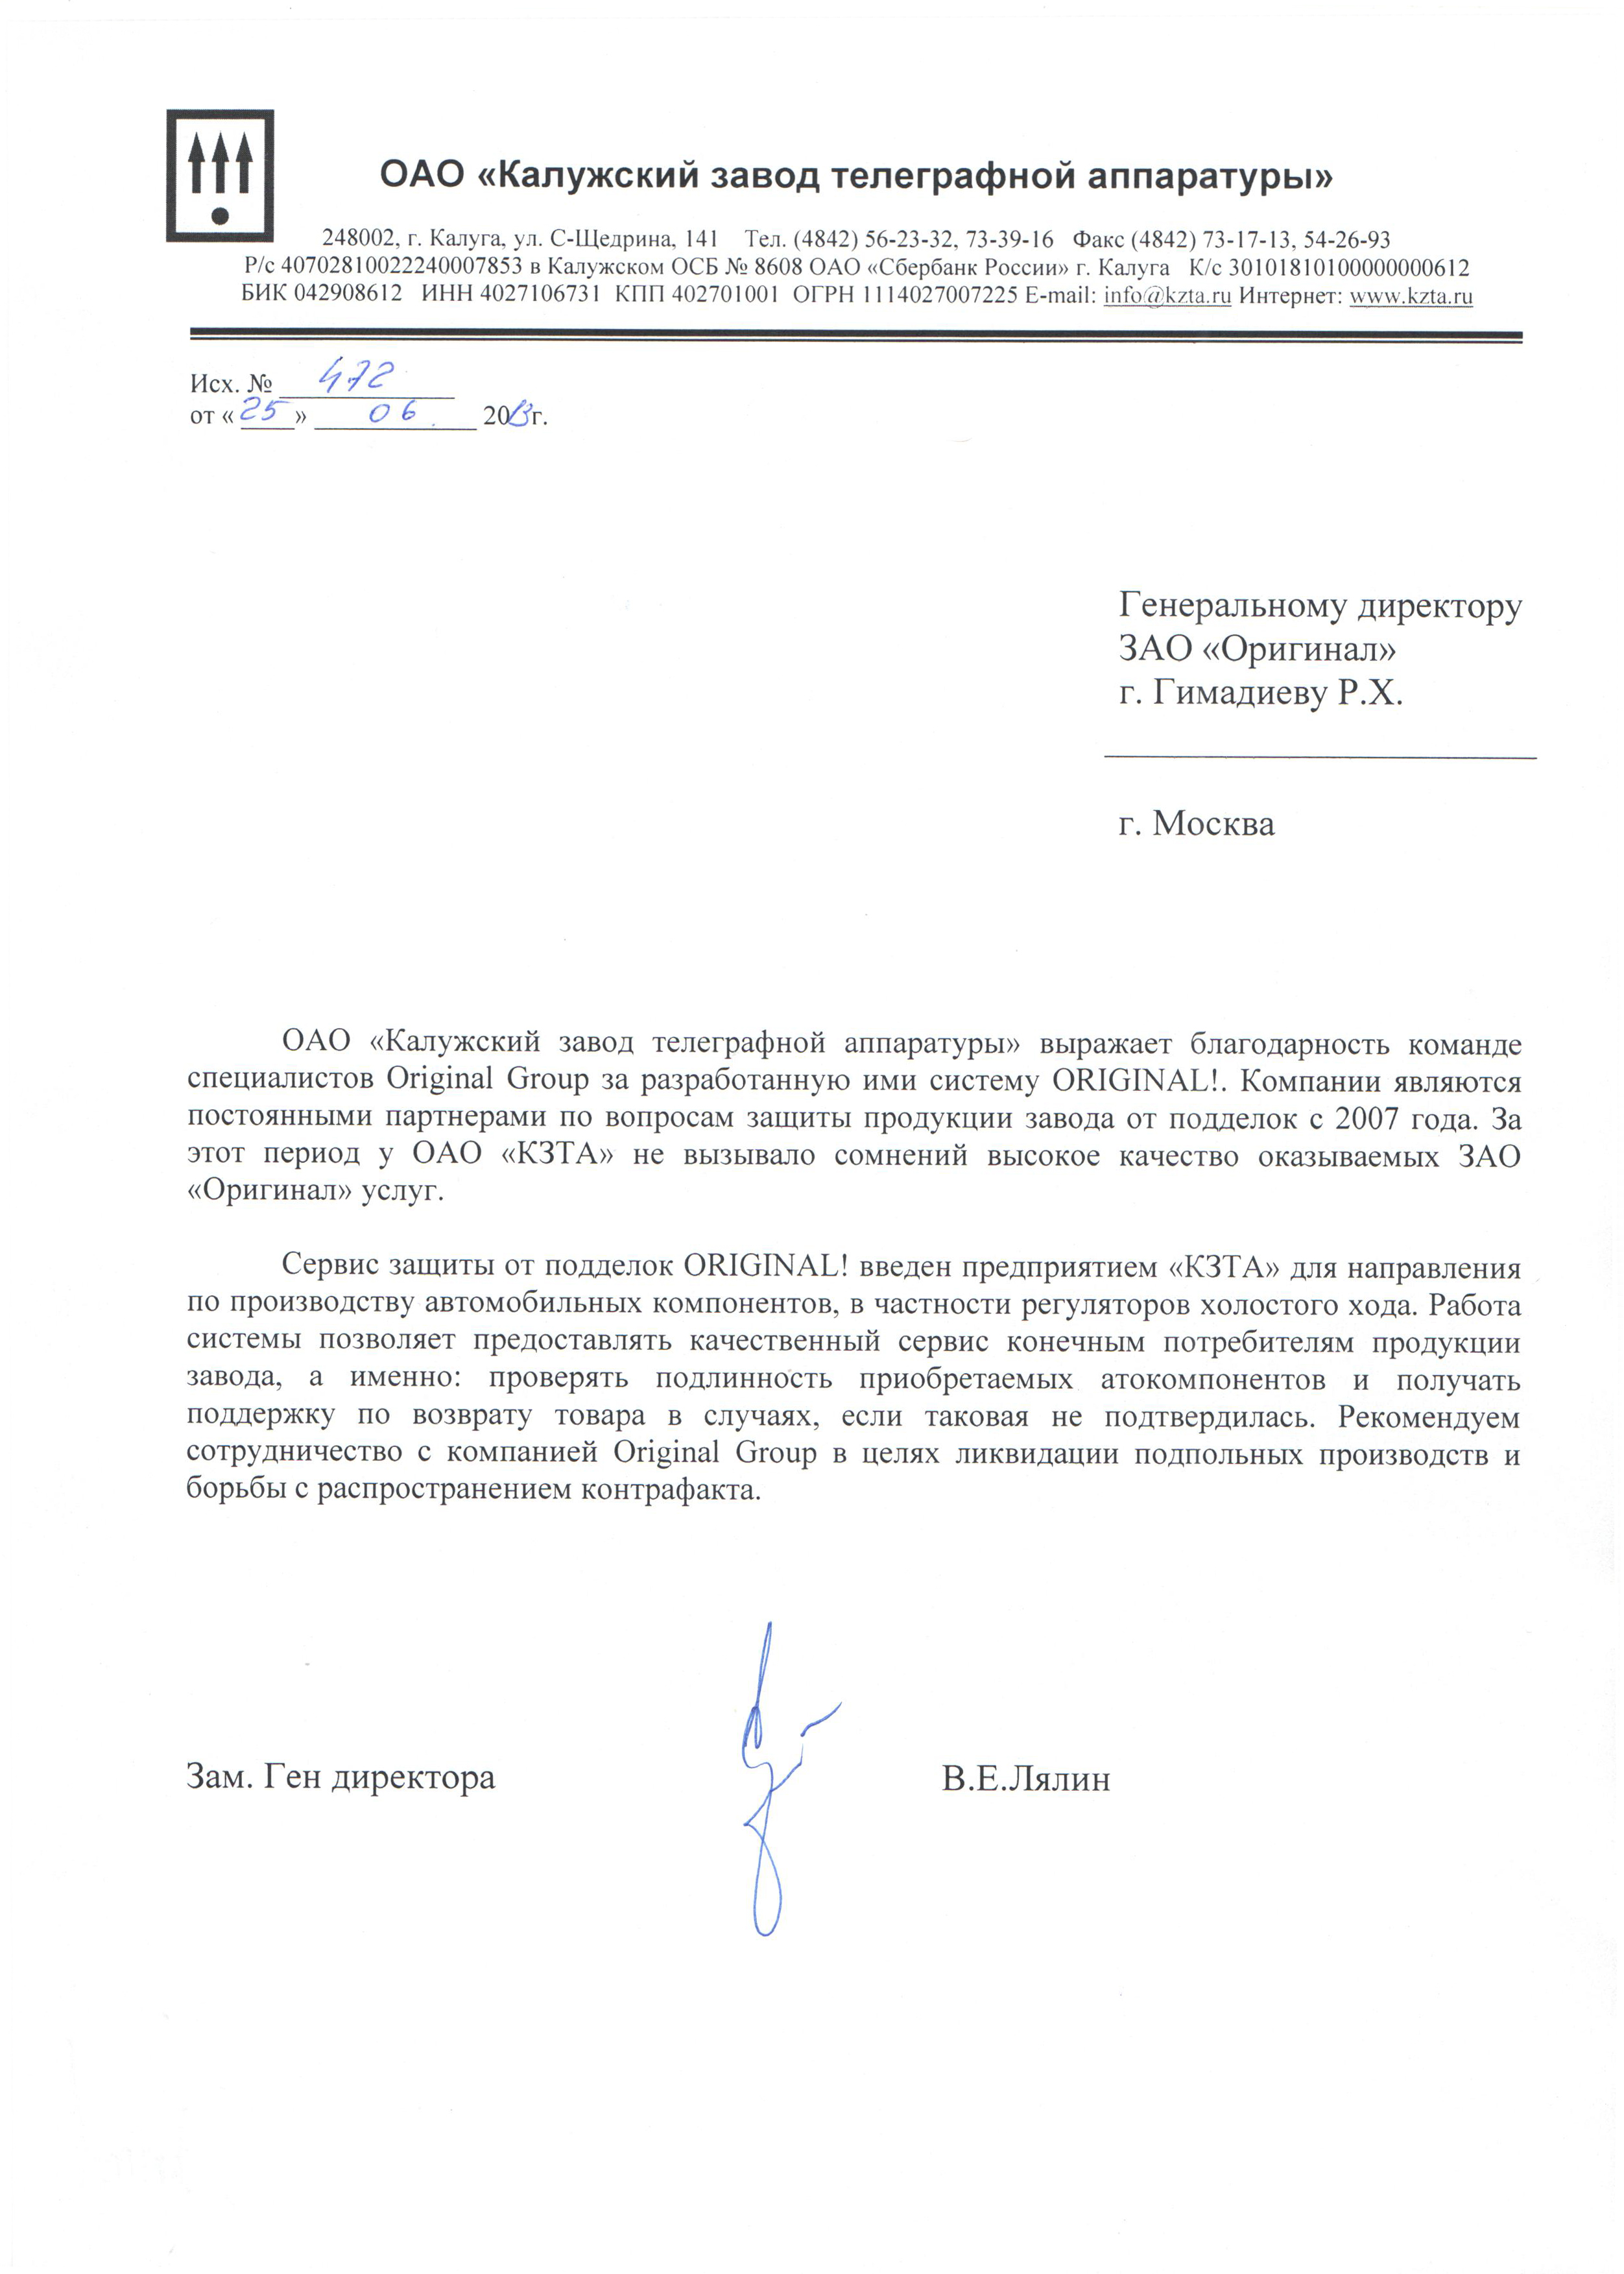 ОАО «Калужский завод телеграфной аппаратуры»
248002, г. Калуга, ул. С-Щедрина, 141 Тел. (4842) 56-23-32, 73-39-16 Факс (4842) 73-17-13, 54-26-93
Р/с 40702810022240007853 в Калужском ОСБ № 8608 ОАО «Сбербанк России» г. Калуга К/с 30101810100000000612
БИК 042908612 ИНН 4027106731 КПП 402701001 ОГРН 1114027007225 E-mail: info@kzta.ru Интернет: www.kzta.ru
Исх. № 472
от «25» 06. 2013г.
Генеральному директору
ЗАО «Оригинал»
г. Гимадиеву Р.Х.
г. Москва
ОАО «Калужский завод телеграфной аппаратуры» выражает благодарность команде
специалистов Original Group за разработанную ими систему ORIGINAL!. Компании являются
постоянными партнерами по вопросам защиты продукции завода от подделок с 2007 года. За
этот период у ОАО «КЗТА» не вызывало сомнений высокое качество оказываемых ЗАО
«Оригинал» услуг.
Сервис защиты от подделок ORIGINAL! введен предприятием «КЗТА» для направления
по производству автомобильных компонентов, в частности регуляторов холостого хода. Работа
системы позволяет предоставлять качественный сервис конечным потребителям продукции
завода, а именно: проверять подлинность приобретаемых атокомпонентов и получать
поддержку по возврату товара в случаях, если таковая не подтвердилась. Рекомендуем
сотрудничество с компанией Original Group в целях ликвидации подпольных производств и
борьбы с распространением контрафакта.
Зам. Ген директора В.Е.Лялин